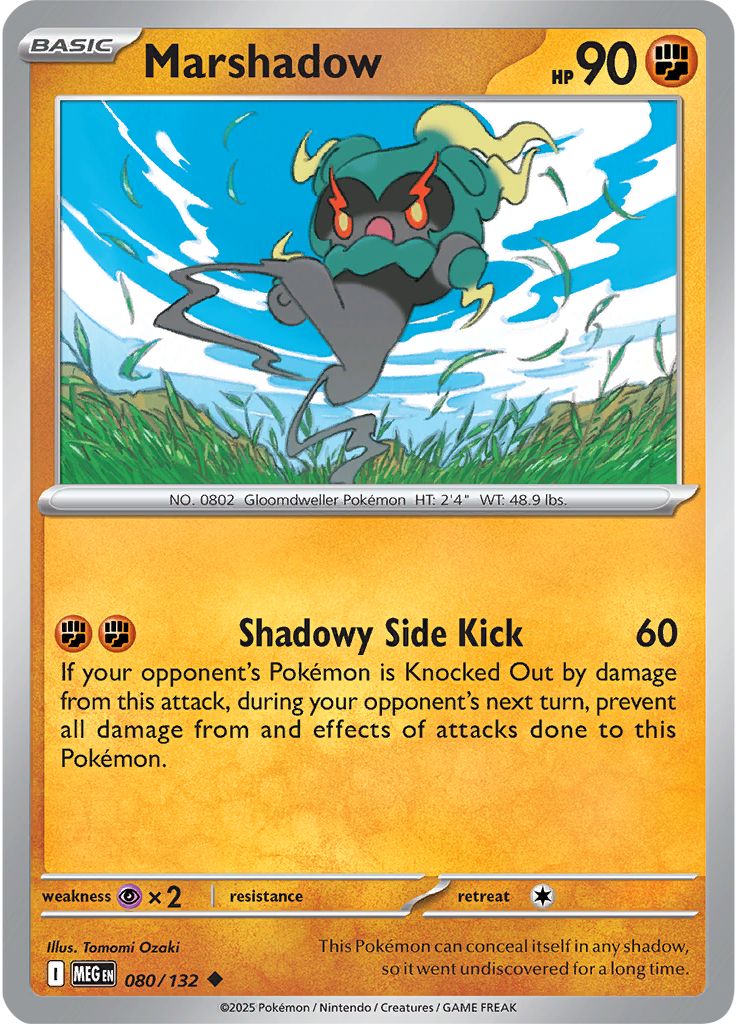 BASIC
Marshadow
HP 90
NO. 0802 Gloomdweller Pokémon HT: 2'4" WT: 48.9 lbs.
Shadowy Side Kick 60
If your opponent's Pokémon is Knocked Out by damage
from this attack, during your opponent's next turn, prevent
all damage from and effects of attacks done to this
Pokémon.
weakness ×2 resistance retreat
Illus. Tomomi Ozaki
This Pokémon can conceal itself in any shadow,
so it went undiscovered for a long time.
I MEG EN 080/132
©2025 Pokémon / Nintendo / Creatures / GAME FREAK